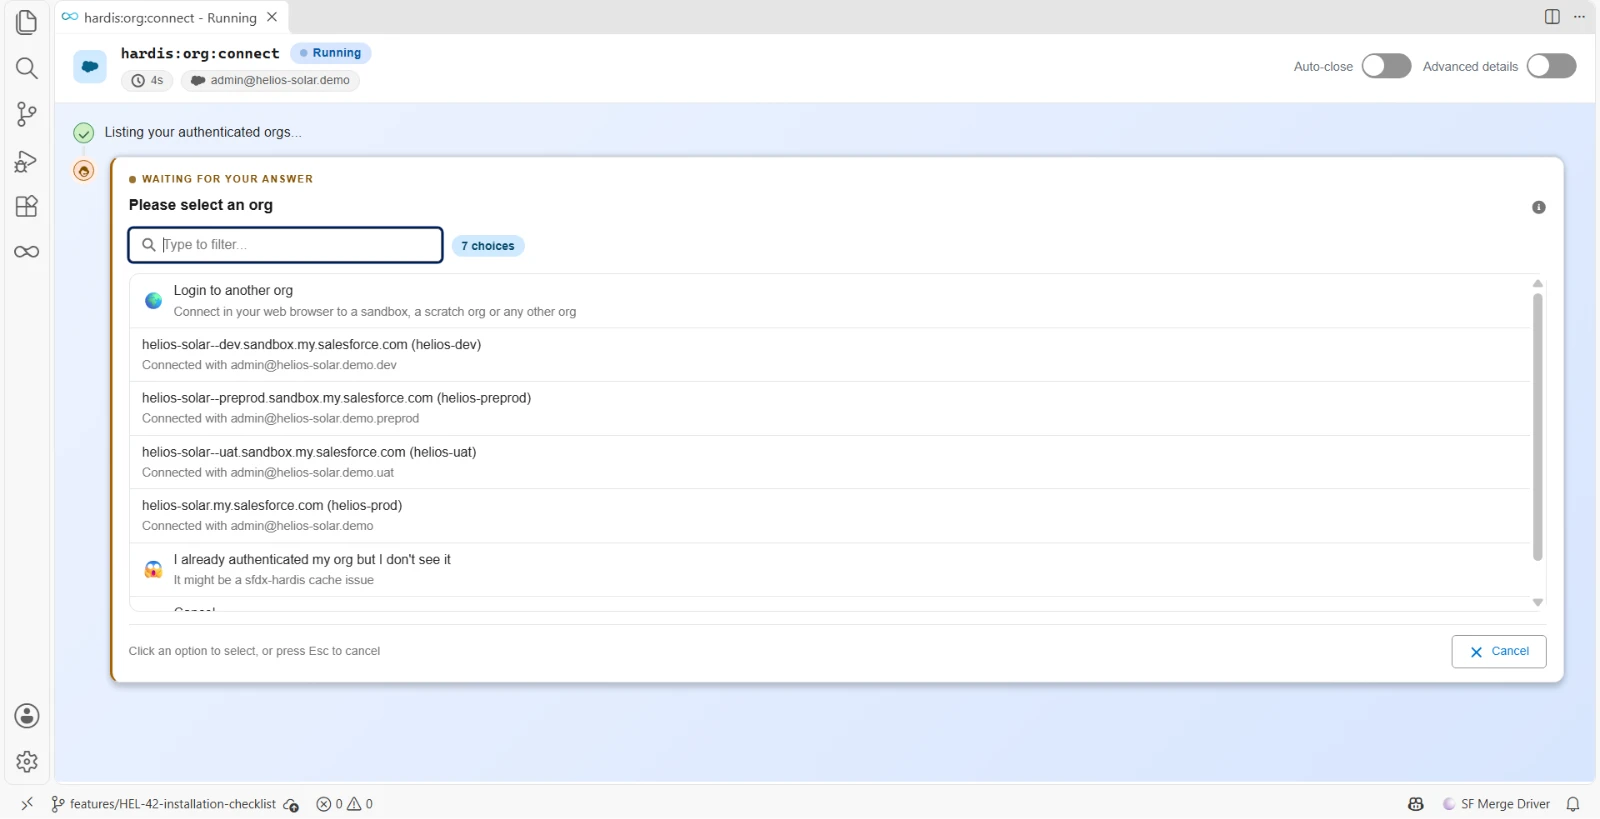 hardis:org:connect - Running
hardis:org:connect
Running
4s
admin@helios-solar.demo
Auto-close
Advanced details
Listing your authenticated orgs...
WAITING FOR YOUR ANSWER
Please select an org
Type to filter...
7 choices
Login to another org
Connect in your web browser to a sandbox, a scratch org or any other org
helios-solar--dev.sandbox.my.salesforce.com (helios-dev)
Connected with admin@helios-solar.demo.dev
helios-solar--preprod.sandbox.my.salesforce.com (helios-preprod)
Connected with admin@helios-solar.demo.preprod
helios-solar--uat.sandbox.my.salesforce.com (helios-uat)
Connected with admin@helios-solar.demo.uat
helios-solar.my.salesforce.com (helios-prod)
Connected with admin@helios-solar.demo
I already authenticated my org but I don't see it
It might be a sfdx-hardis cache issue
Cancel
Click an option to select, or press Esc to cancel
Cancel
features/HEL-42-installation-checklist
0
0
SF Merge Driver